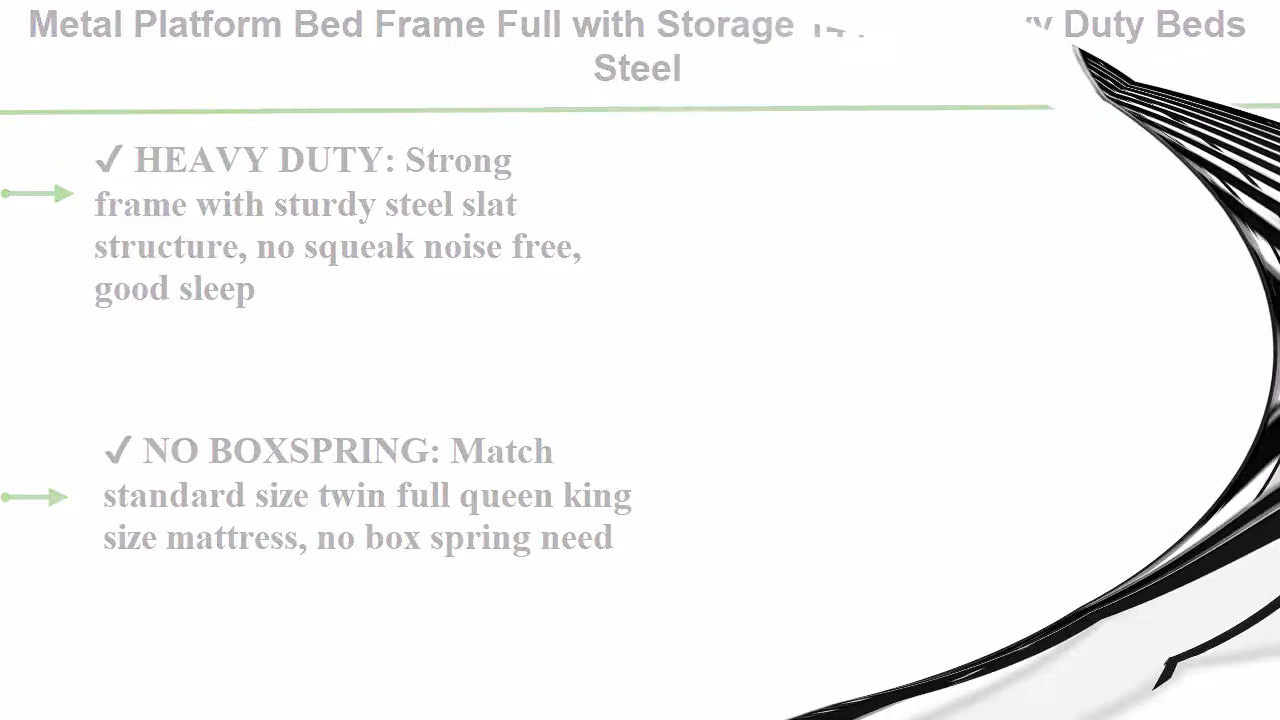 Metal Platform Bed Frame Full with Storage Duty Beds
Steel
✓ HEAVY DUTY: Strong
frame with sturdy steel slat
structure, no squeak noise free,
good sleep
✓ NO BOXSPRING: Match
standard size twin full queen king
size mattress, no box spring need